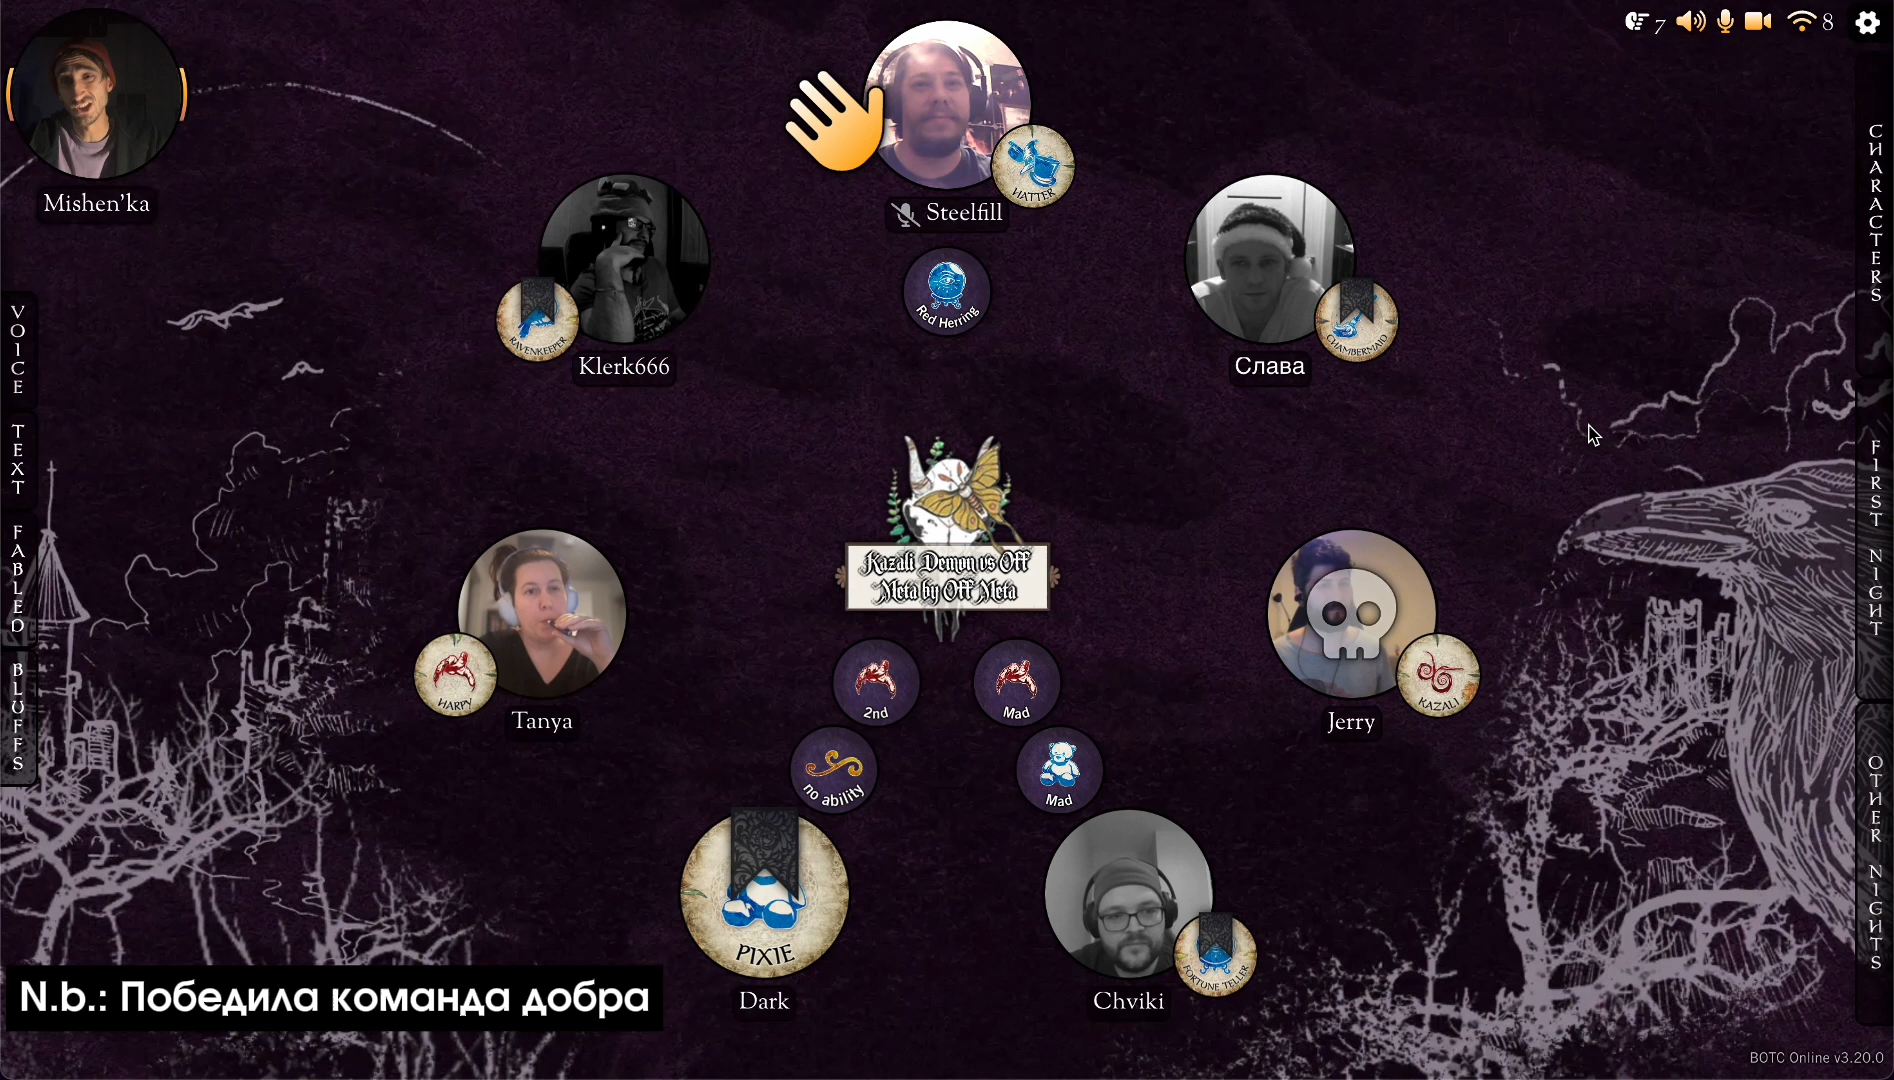 7
8
Mishen'ka
HATTER
Steelfill
Red Herring
RAVENKEEPER
Klerk666
CHAMBERMAID
Слава
Kazali Demon vs Off
Meta by Off Meta
HARPY
Tanya
2nd
Mad
KAZALI
Jerry
no ability
Mad
PIXIE
Dark
FORTUNE TELLER
Chviki
VOICE
TEXT
FABLED
BLUFFS
CHARACTERS
FIRST NIGHT
OTHER NIGHTS
N.b.: Победила команда добра
BOTC Online v3.20.0